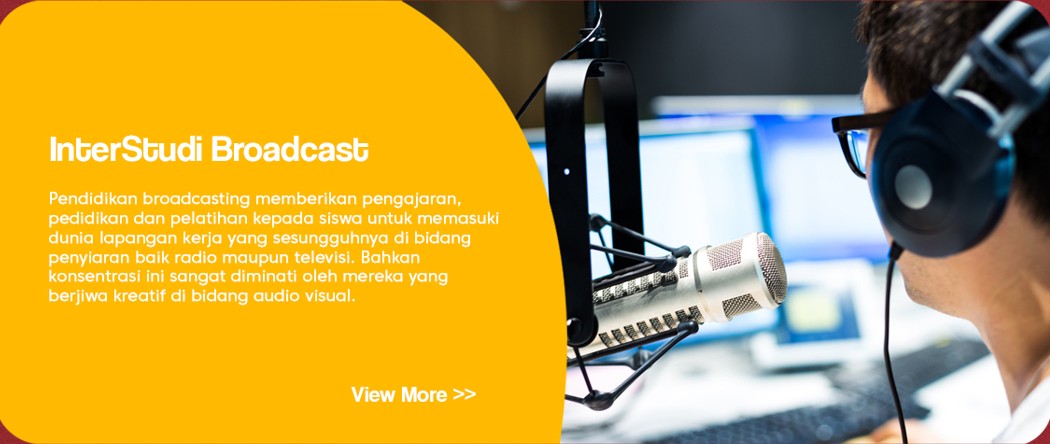 InterStudi Broadcast
Pendidikan broadcasting memberikan pengajaran,
pedidikan dan pelatihan kepada siswa untuk memasuki
dunia lapangan kerja yang sesungguhnya di bidang
penyiaran baik radio maupun televisi. Bahkan
konsentrasi ini sangat diminati oleh mereka yang
berjiwa kreatif di bidang audio visual.
View More >>